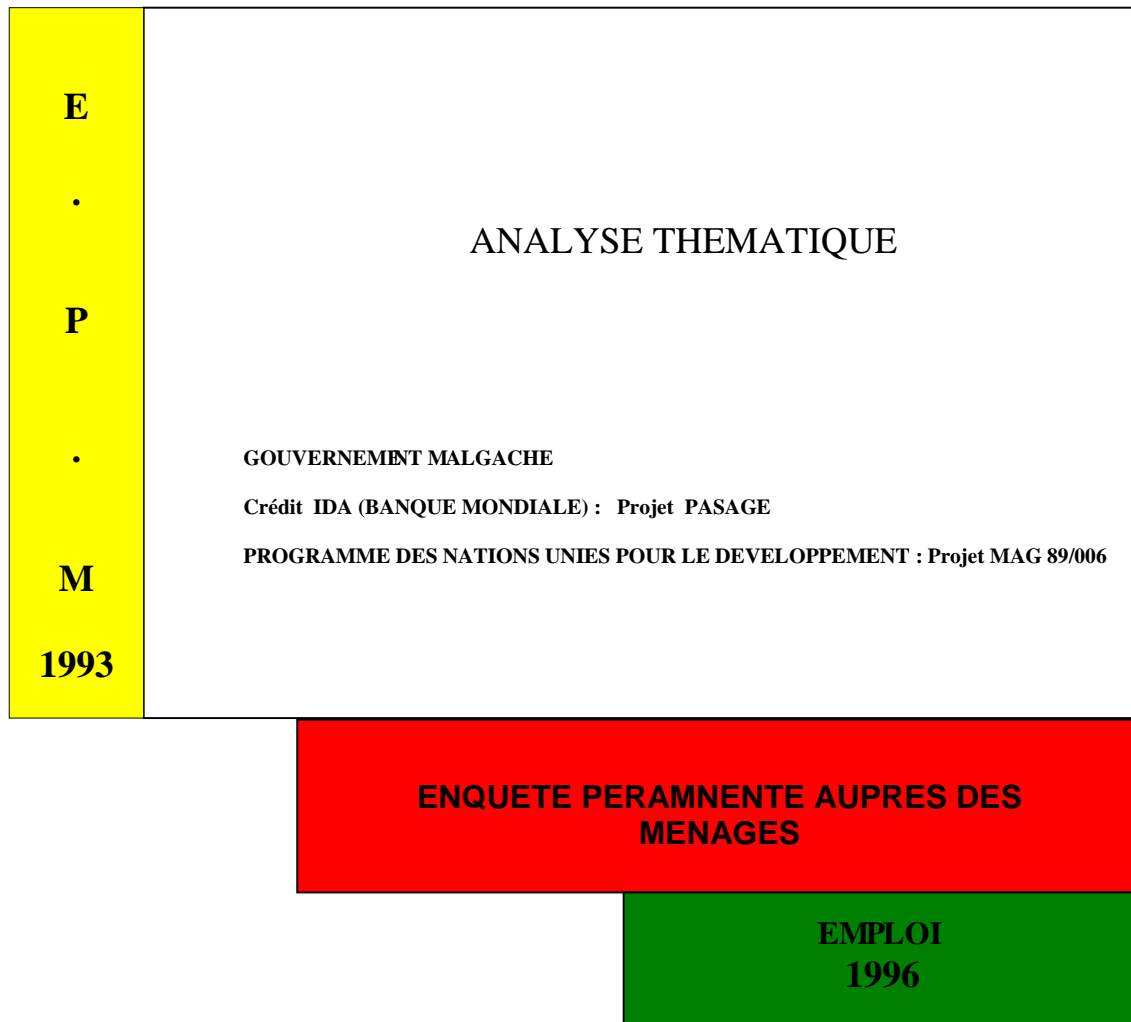 E
.
P
.
M
1993
ANALYSE THEMATIQUE
GOUVERNEMENT MALGACHE
Crédit IDA (BANQUE MONDIALE) : Projet PASAGE
PROGRAMME DES NATIONS UNIES POUR LE DEVELOPPEMENT : Projet MAG 89/006
ENQUETE PERAMNENTE AUPRES DES
MENAGES
EMPLOI
1996